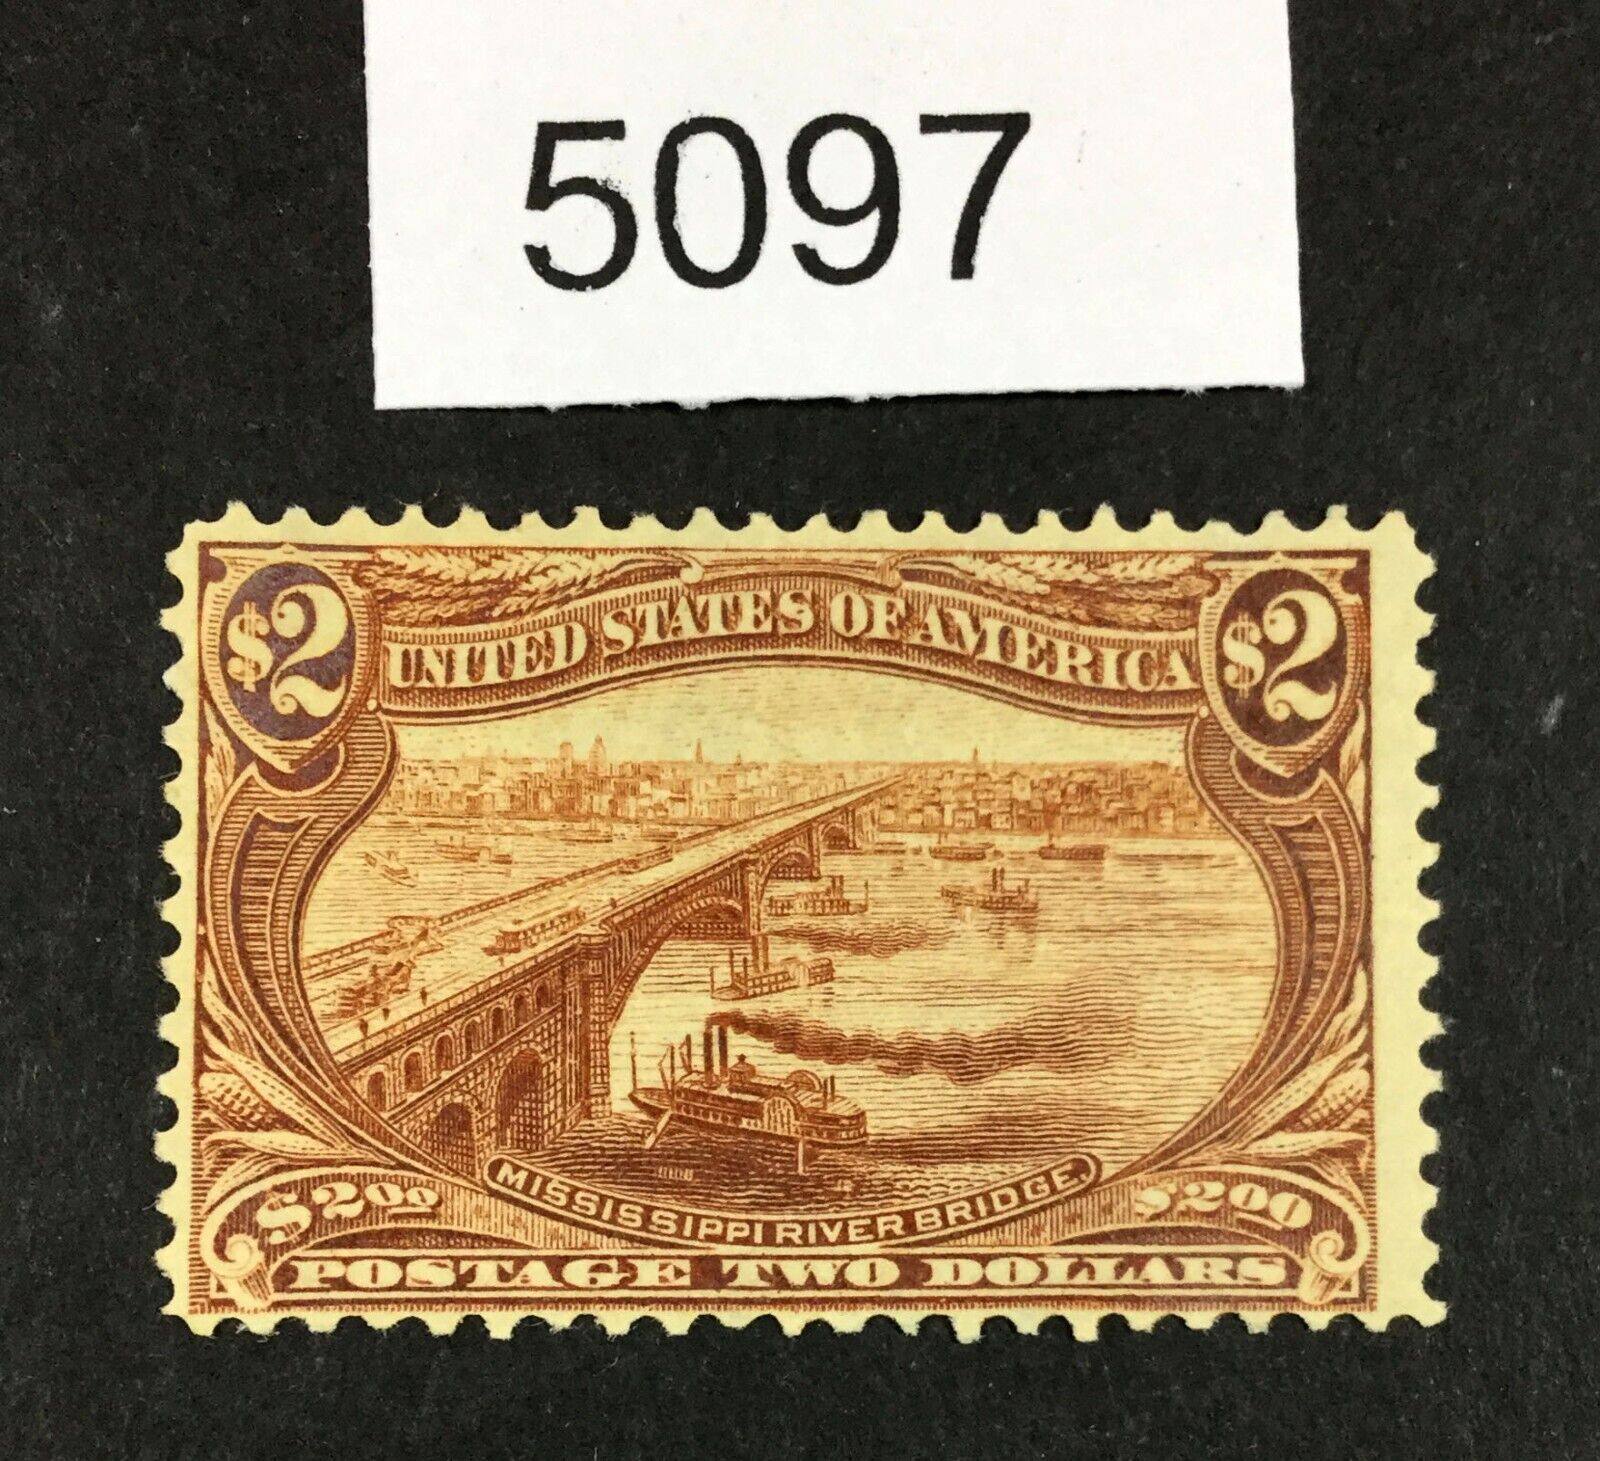 5097
$2 $2
UNITED STATES OF AMERICA
MISSISSIPPI RIVER BRIDGE.
$2.00 $2.00
POSTAGE TWO DOLLARS